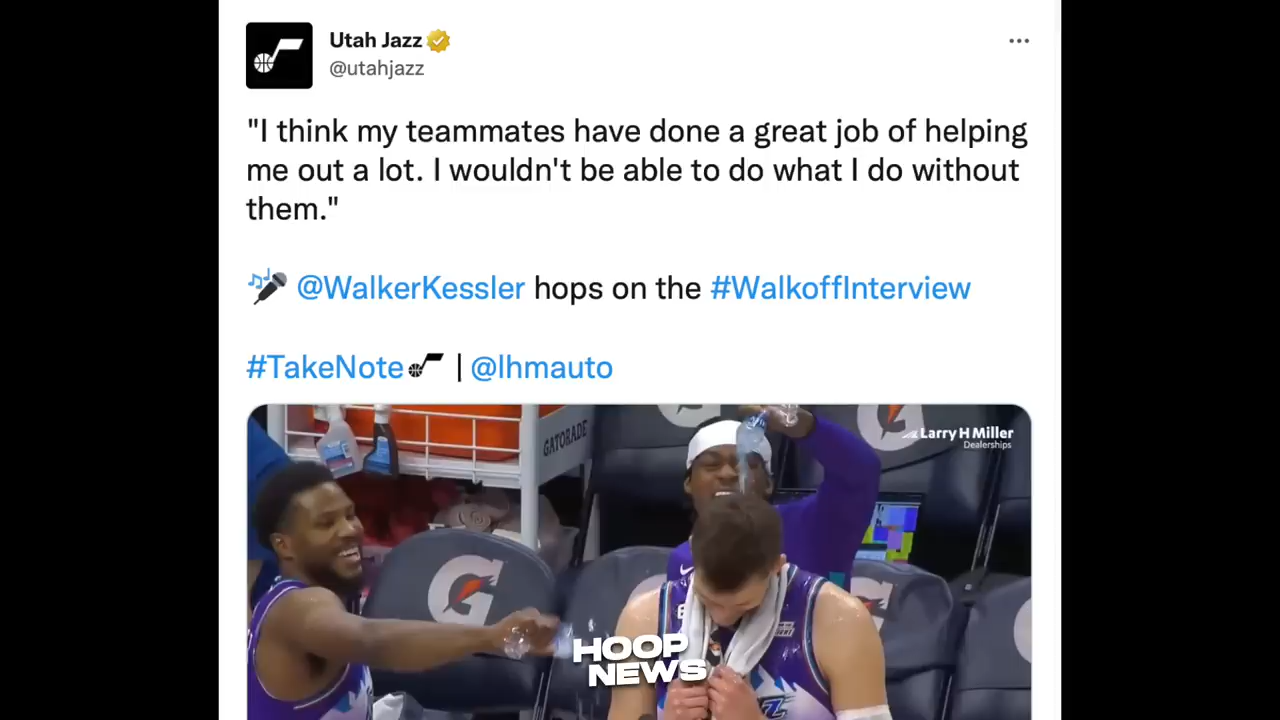 Utah Jazz
@utahjazz
"I think my teammates have done a great job of helping
me out a lot. I wouldn't be able to do what I do without
them."
@WalkerKessler hops on the #WalkoffInterview
#TakeNote | @lhmauto
GATORADE
Larry H Miller
Dealerships
G
G
HOOP
NEWS